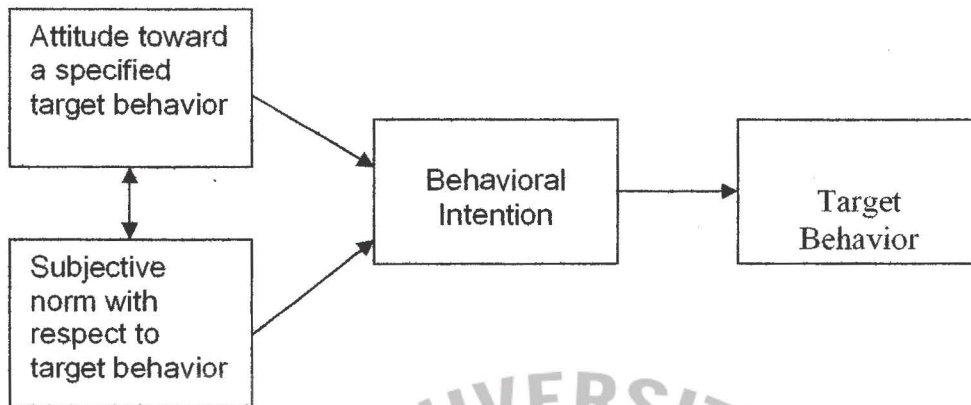 Attitude toward
a specified
target behavior
Behavioral
Intention
Target
Behavior
Subjective
norm with
respect to
target behavior